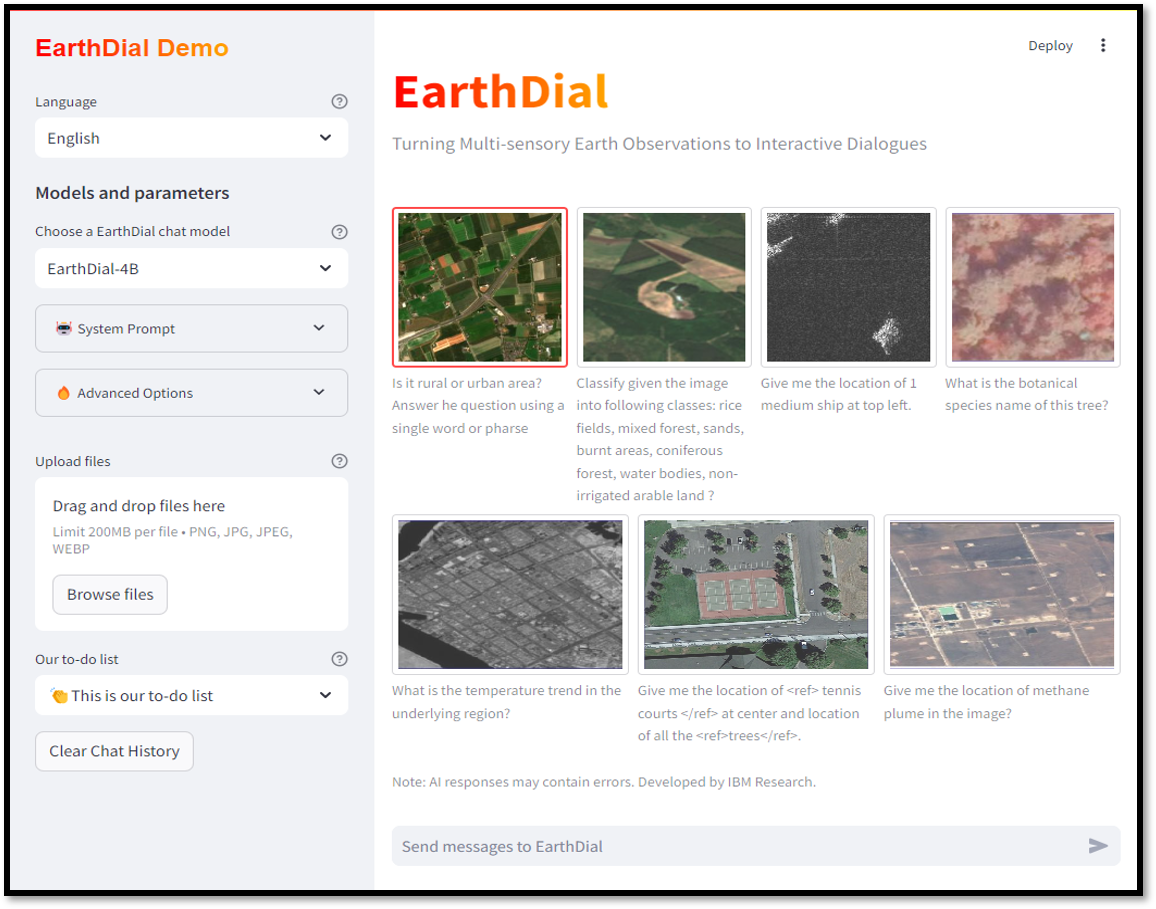 EarthDial Demo
Language
English
Models and parameters
Choose a EarthDial chat model
EarthDial-4B
System Prompt
Advanced Options
Upload files
Drag and drop files here
Limit 200MB per file • PNG, JPG, JPEG,
WEBP
Browse files
Our to-do list
This is our to-do list
Clear Chat History
Deploy
EarthDial
Turning Multi-sensory Earth Observations to Interactive Dialogues
Is it rural or urban area?
Answer he question using a
single word or pharse
Classify given the image
into following classes: rice
fields, mixed forest, sands,
burnt areas, coniferous
forest, water bodies, non-
irrigated arable land ?
Give me the location of 1
medium ship at top left.
What is the botanical
species name of this tree?
What is the temperature trend in the
underlying region?
Give me the location of <ref> tennis
courts </ref> at center and location
of all the <ref>trees</ref>.
Give me the location of methane
plume in the image?
Note: AI responses may contain errors. Developed by IBM Research.
Send messages to EarthDial